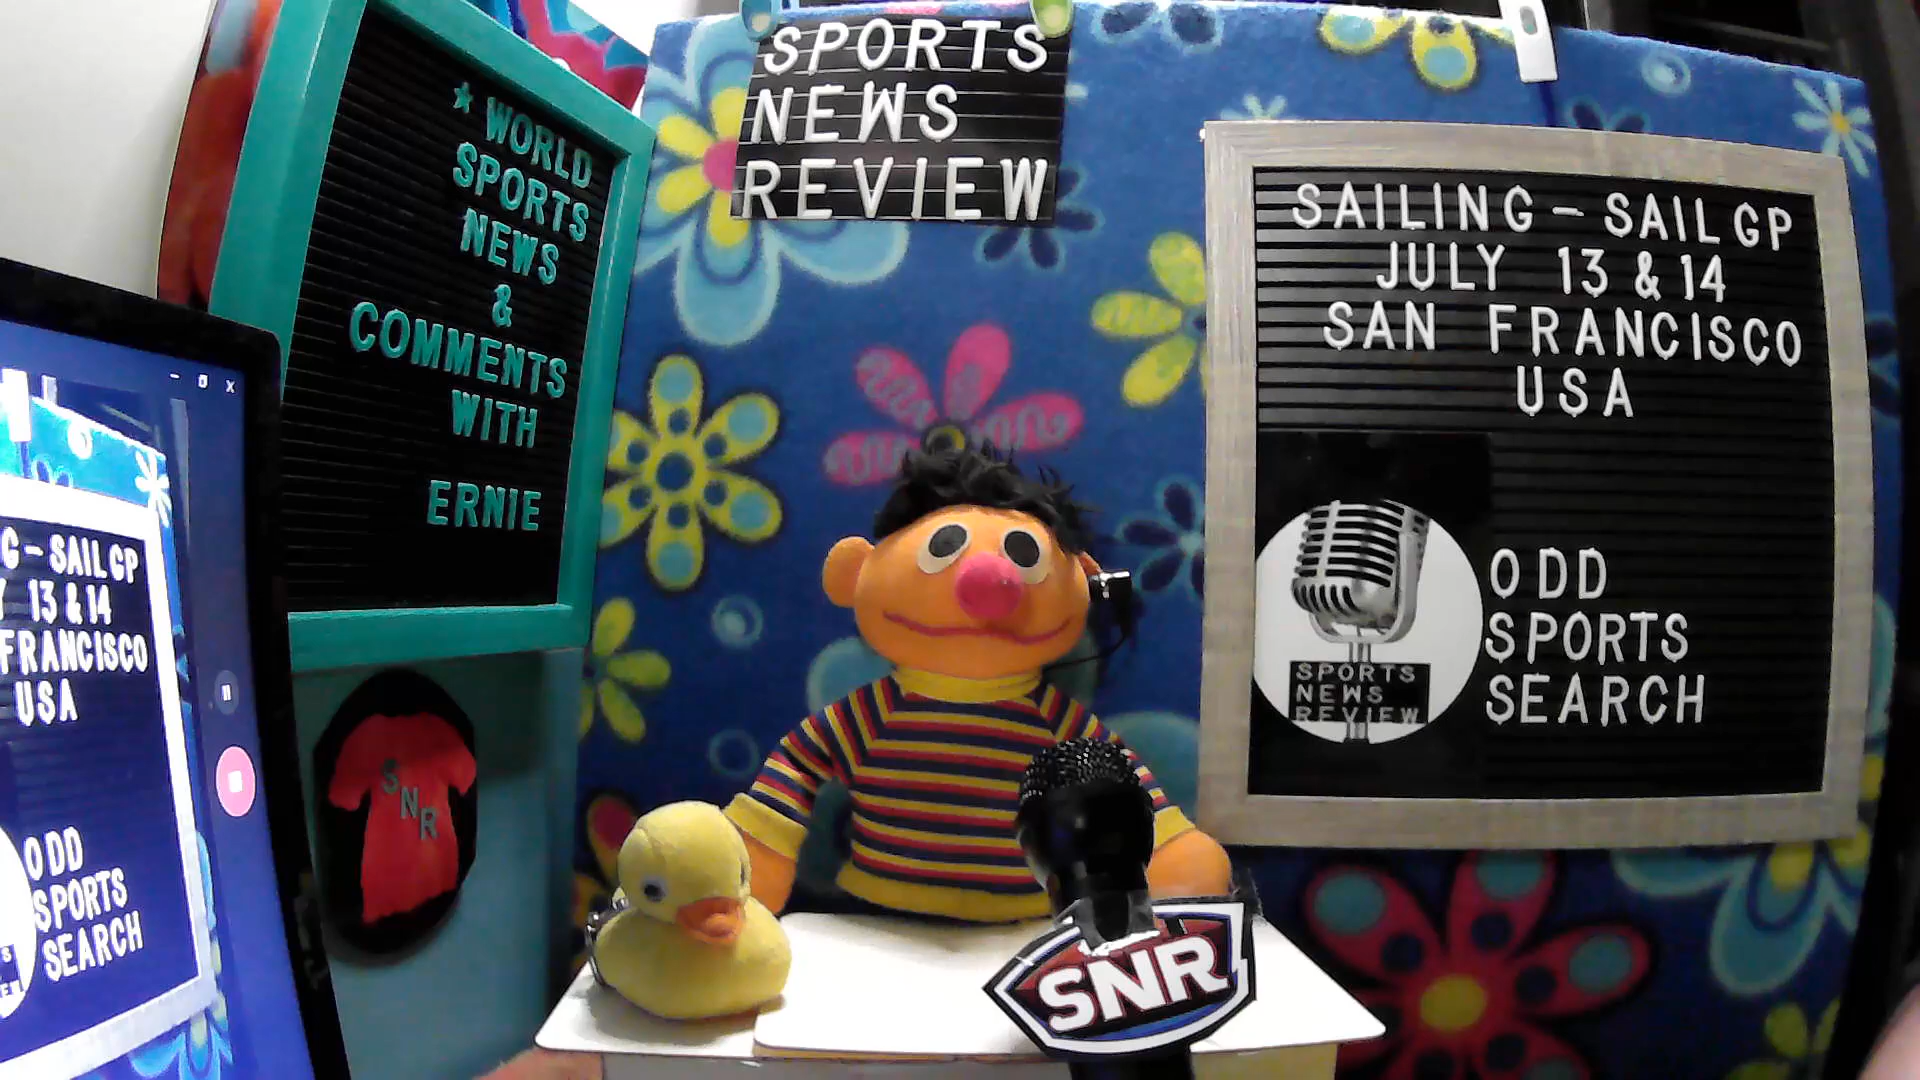 * WORLD
SPORTS
NEWS
&
COMMENTS
WITH
ERNIE
SPORTS
NEWS
REVIEW
SAILING - SAIL GP
JULY 13 & 14
SAN FRANCISCO
USA
ODD
SPORTS
SEARCH
SPORTS
NEWS
REVIEW
G - SAIL GP
13 & 14
FRANCISCO
USA
ODD
SPORTS
SEARCH
SNR
SNR